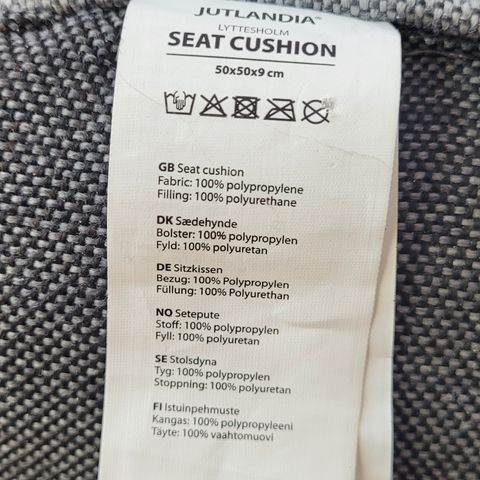 JUTLANDIA®
LYTTESHOLM
SEAT CUSHION
50x50x9 cm
GB Seat cushion
Fabric: 100% polypropylene
Filling: 100% polyurethane
DK Sædehynde
Bolster: 100% polypropylen
Fyld: 100% polyuretan
DE Sitzkissen
Bezug: 100% Polypropylen
Füllung: 100% Polyurethan
NO Setepute
Stoff: 100% polypropylen
Fyll: 100% polyuretan
SE Stolsdyna
Tyg: 100% polypropylen
Stoppning: 100% polyuretan
FI Istuinpehmuste
Kangas: 100% polypropyleeni
Täyte: 100% vaahtomuovi